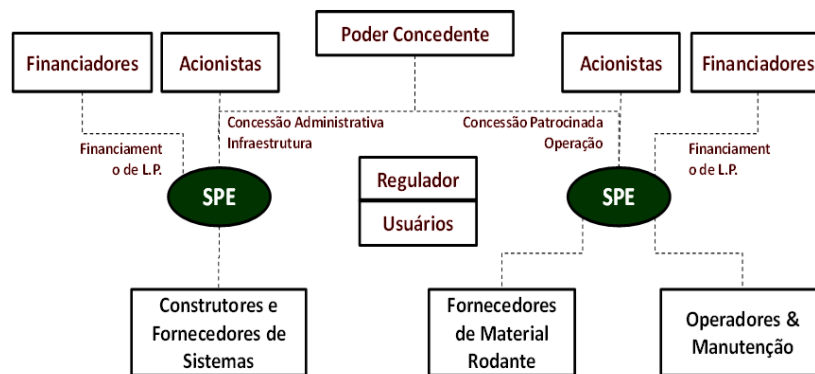 Poder Concedente
Financiadores
Acionistas
Acionistas
Financiadores
Concessão Administrativa
Infraestrutura
Concessão Patrocinada
Operação
Financiament
o de L.P.
Financiament
o de L.P.
SPE
Regulador
Usuários
SPE
Construtores e
Fornecedores de
Sistemas
Fornecedores
de Material
Rodante
Operadores &
Manutenção